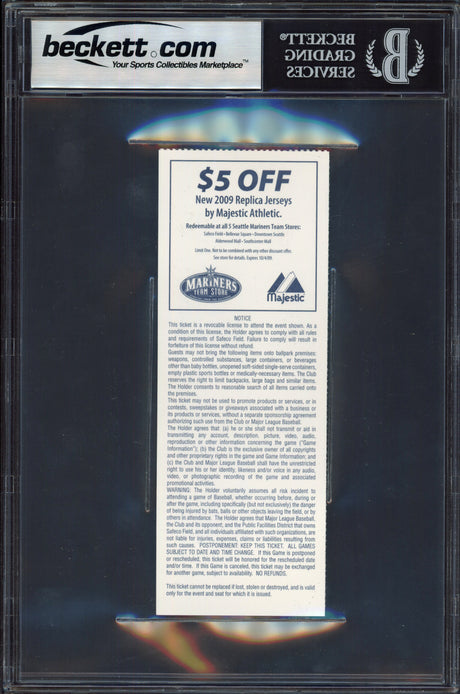 beckett.com
Your Sports Collectibles Marketplace™
BECKETT®
GRADING
SERVICES
B
$5 OFF
New 2009 Replica Jerseys
by Majestic Athletic.
Redeemable at all 5 Seattle Mariners Team Stores:
Safeco Field • Bellevue Square • Downtown Seattle
Alderwood Mall • Southcenter Mall
Limit One. Not to be combined with any other discount offer.
See store for details. Expires 10/4/09.
MARINERS
TEAM STORE
Majestic
NOTICE
This ticket is a revocable license to attend the event shown. As a
condition of this license, the Holder agrees to comply with all rules
and requirements of Safeco Field. Failure to comply will result in
forfeiture of this license without refund.
Guests may not bring the following items onto ballpark premises:
weapons, controlled substances, large containers, or beverages
other than baby bottles, unopened soft-sided single-serve containers,
empty plastic sports bottles or medically-necessary items. The Club
reserves the right to limit backpacks, large bags and similar items.
The Holder consents to reasonable search of all items carried onto
the premises.
This ticket may not be used to promote products or services, or in
contests, sweepstakes or giveaways associated with a business or
its products or services, without a separate sponsorship agreement
authorizing such use from the Club or Major League Baseball.
The Holder agrees that: (a) he or she shall not transmit or aid in
transmitting any account, description, picture, video, audio,
reproduction or other information concerning the game ("Game
Information"); (b) the Club is the exclusive owner of all copyrights
and other proprietary rights in the game and Game Information; and
(c) the Club and Major League Baseball shall have the unrestricted
right to use his or her identity, likeness and/or voice in any audio,
video, or photographic recording of the game and associated
promotional activities.
WARNING: The Holder voluntarily assumes all risk incident to
attending a game of Baseball, whether occurring before, during or
after the game, including specifically (but not exclusively) the danger
of being injured by bats, balls or other objects leaving the field, or by
others in attendance. The Holder agrees that Major League Baseball,
the Club and its opponent, and the Public Facilities District that owns
Safeco Field, and all individuals affiliated with such organizations, are
not liable for injuries, expenses, claims or liabilities resulting from
such causes. POSTPONEMENT KEEP THIS TICKET. ALL GAMES
SUBJECT TO DATE AND TIME CHANGE. If this Game is postponed
or rescheduled, this ticket will be honored for the rescheduled date
and/or time. If this Game is Canceled, this ticket may be exchanged
for another game, subject to availability. NO REFUNDS.
This ticket cannot be replaced if lost, stolen or destroyed, and is valid
only for the event and seat for which it is issued.